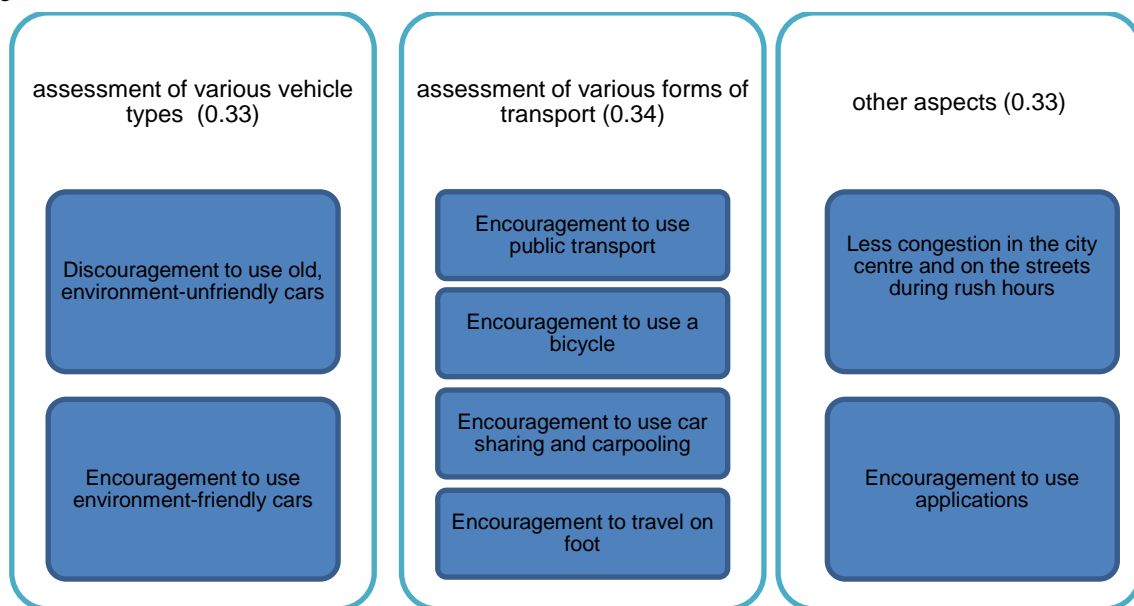 assessment of various vehicle
types (0.33)
Discouragement to use old,
environment-unfriendly cars
Encouragement to use
environment-friendly cars
assessment of various forms of
transport (0.34)
Encouragement to use
public transport
Encouragement to use a
bicycle
Encouragement to use car
sharing and carpooling
Encouragement to travel on
foot
other aspects (0.33)
Less congestion in the city
centre and on the streets
during rush hours
Encouragement to use
applications